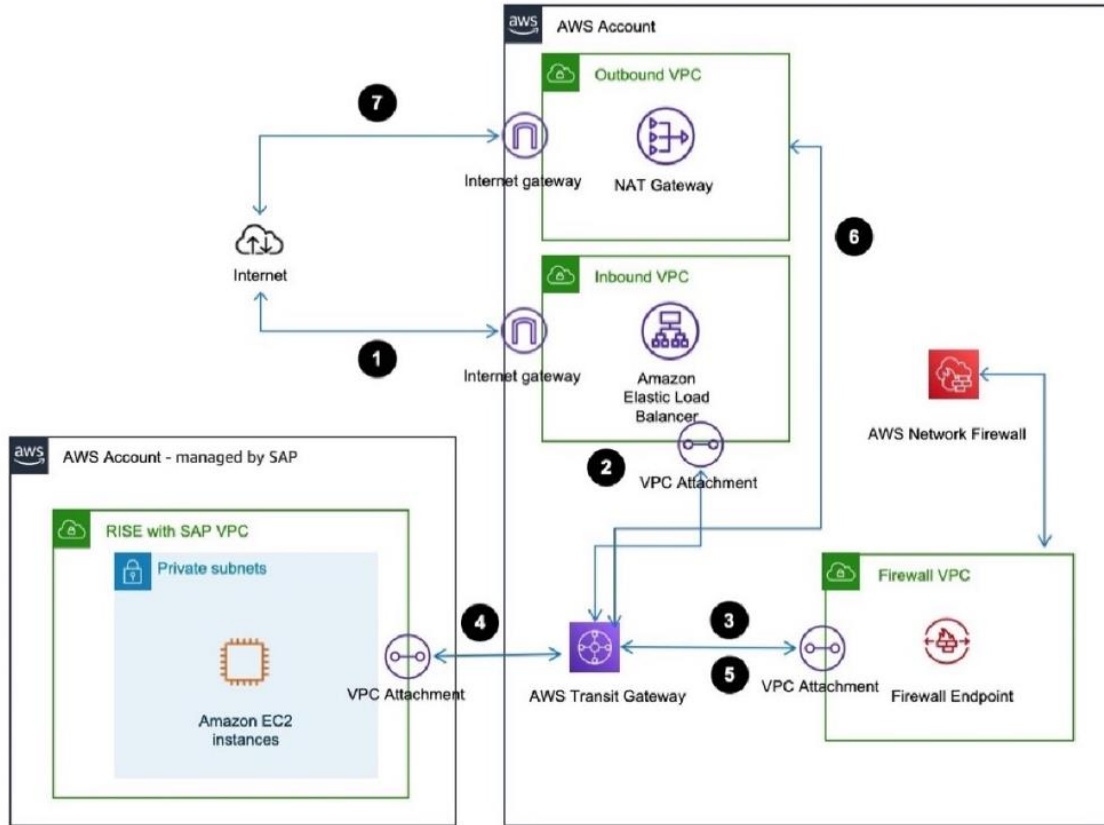 aws
AWS Account
Outbound VPC
7
Internet gateway
NAT Gateway
6
Internet
Inbound VPC
1
Internet gateway
Amazon
Elastic Load
Balancer
AWS Network Firewall
2
VPC Attachment
aws
AWS Account - managed by SAP
RISE with SAP VPC
Private subnets
Firewall VPC
4
3
5
VPC Attachment
AWS Transit Gateway
VPC Attachment
Firewall Endpoint
Amazon EC2
instances